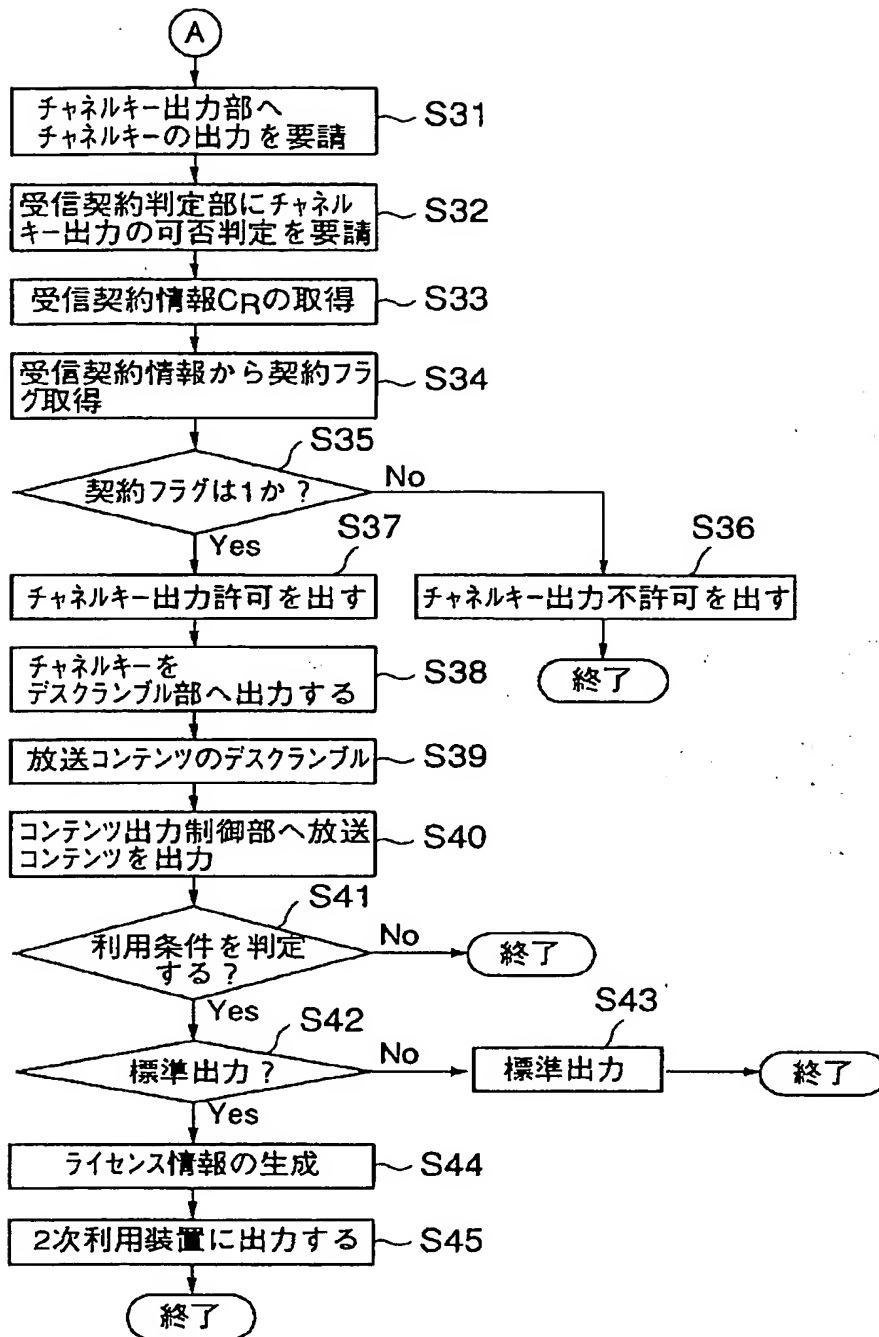 A
チャネルキー出力部へ
チャネルキーの出力を要請
S31
受信契約判定部にチャネル
キー出力の可否判定を要請
S32
受信契約情報CRの取得
S33
受信契約情報から契約フラ
グ取得
S34
S35
契約フラグは1か？
No
Yes
S37
チャネルキー出力許可を出す
S36
チャネルキー出力不許可を出す
終了
チャネルキーを
デスクランブル部へ出力する
S38
放送コンテンツのデスクランブル
S39
コンテンツ出力制御部へ放送
コンテンツを出力
S40
S41
利用条件を判定
する？
No
終了
Yes
S42
標準出力？
No
S43
標準出力
終了
Yes
ライセンス情報の生成
S44
2次利用装置に出力する
S45
終了